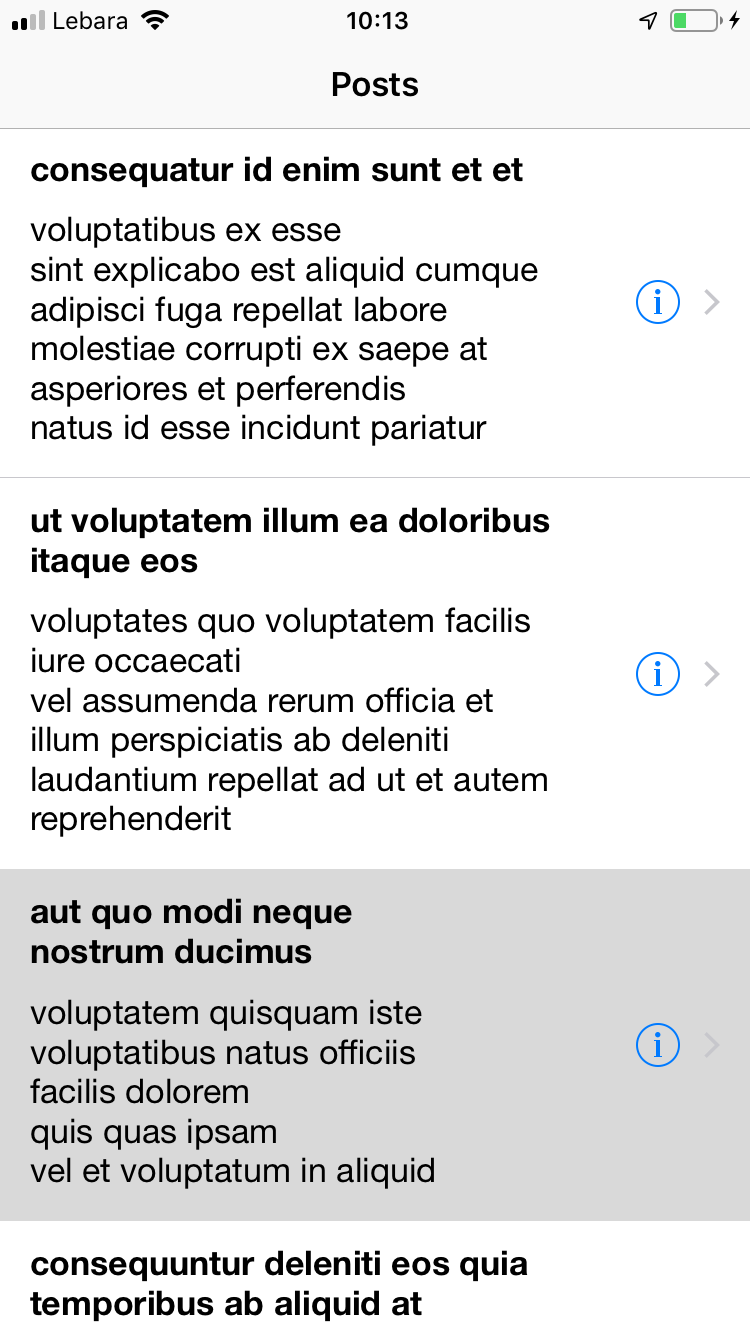 Lebara 10:13
Posts
consequatur id enim sunt et et
voluptatibus ex esse
sint explicabo est aliquid cumque
adipisci fuga repellat labore
molestiae corrupti ex saepe at
asperiores et perferendis
natus id esse incidunt pariatur
ut voluptatem illum ea doloribus
itaque eos
voluptates quo voluptatem facilis
iure occaecati
vel assumenda rerum officia et
illum perspiciatis ab deleniti
laudantium repellat ad ut et autem
reprehenderit
aut quo modi neque
nostrum ducimus
voluptatem quisquam iste
voluptatibus natus officiis
facilis dolorem
quis quas ipsam
vel et voluptatum in aliquid
consequuntur deleniti eos quia
temporibus ab aliquid at